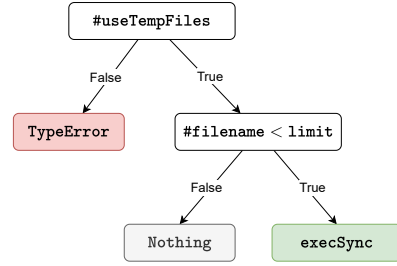 #useTempFiles
False
True
TypeError
#filename < limit
False
True
Nothing
execSync